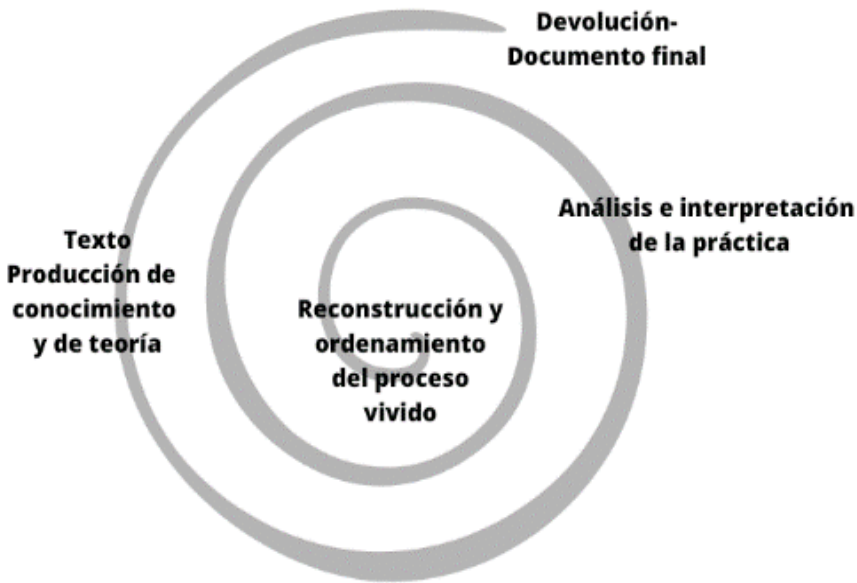 Devolución-
Documento final
Análisis e interpretación
de la práctica
Texto
Producción de
conocimiento
y de teoría
Reconstrucción y
ordenamiento
del proceso
vivido